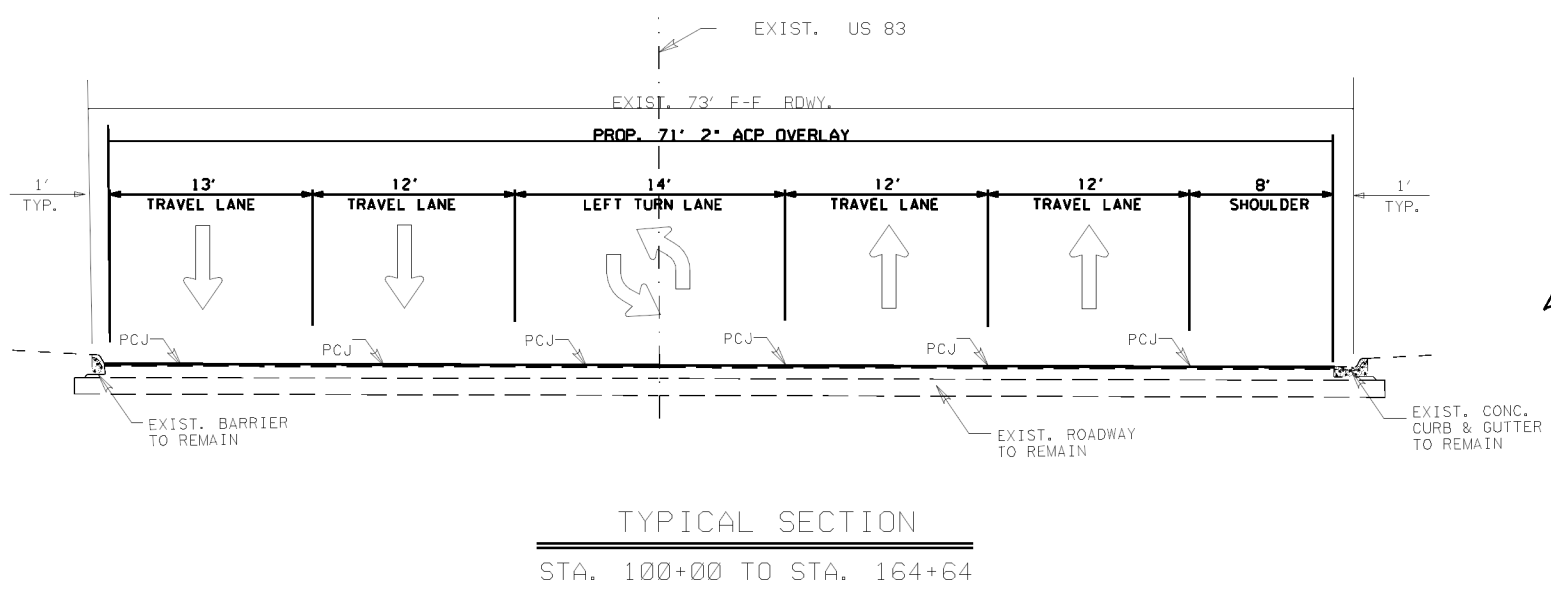 EXIST. US 83
EXIST. 73' F-F RDWY.
PROP. 71' 2" ACP OVERLAY
1'
TYP.
13'
TRAVEL LANE
12'
TRAVEL LANE
14'
LEFT TURN LANE
12'
TRAVEL LANE
12'
TRAVEL LANE
8'
SHOULDER
1'
TYP.
PCJ
PCJ
PCJ
PCJ
PCJ
PCJ
EXIST. BARRIER
TO REMAIN
EXIST. ROADWAY
TO REMAIN
EXIST. CONC.
CURB & GUTTER
TO REMAIN
TYPICAL SECTION
STA. 100+00 TO STA. 164+64